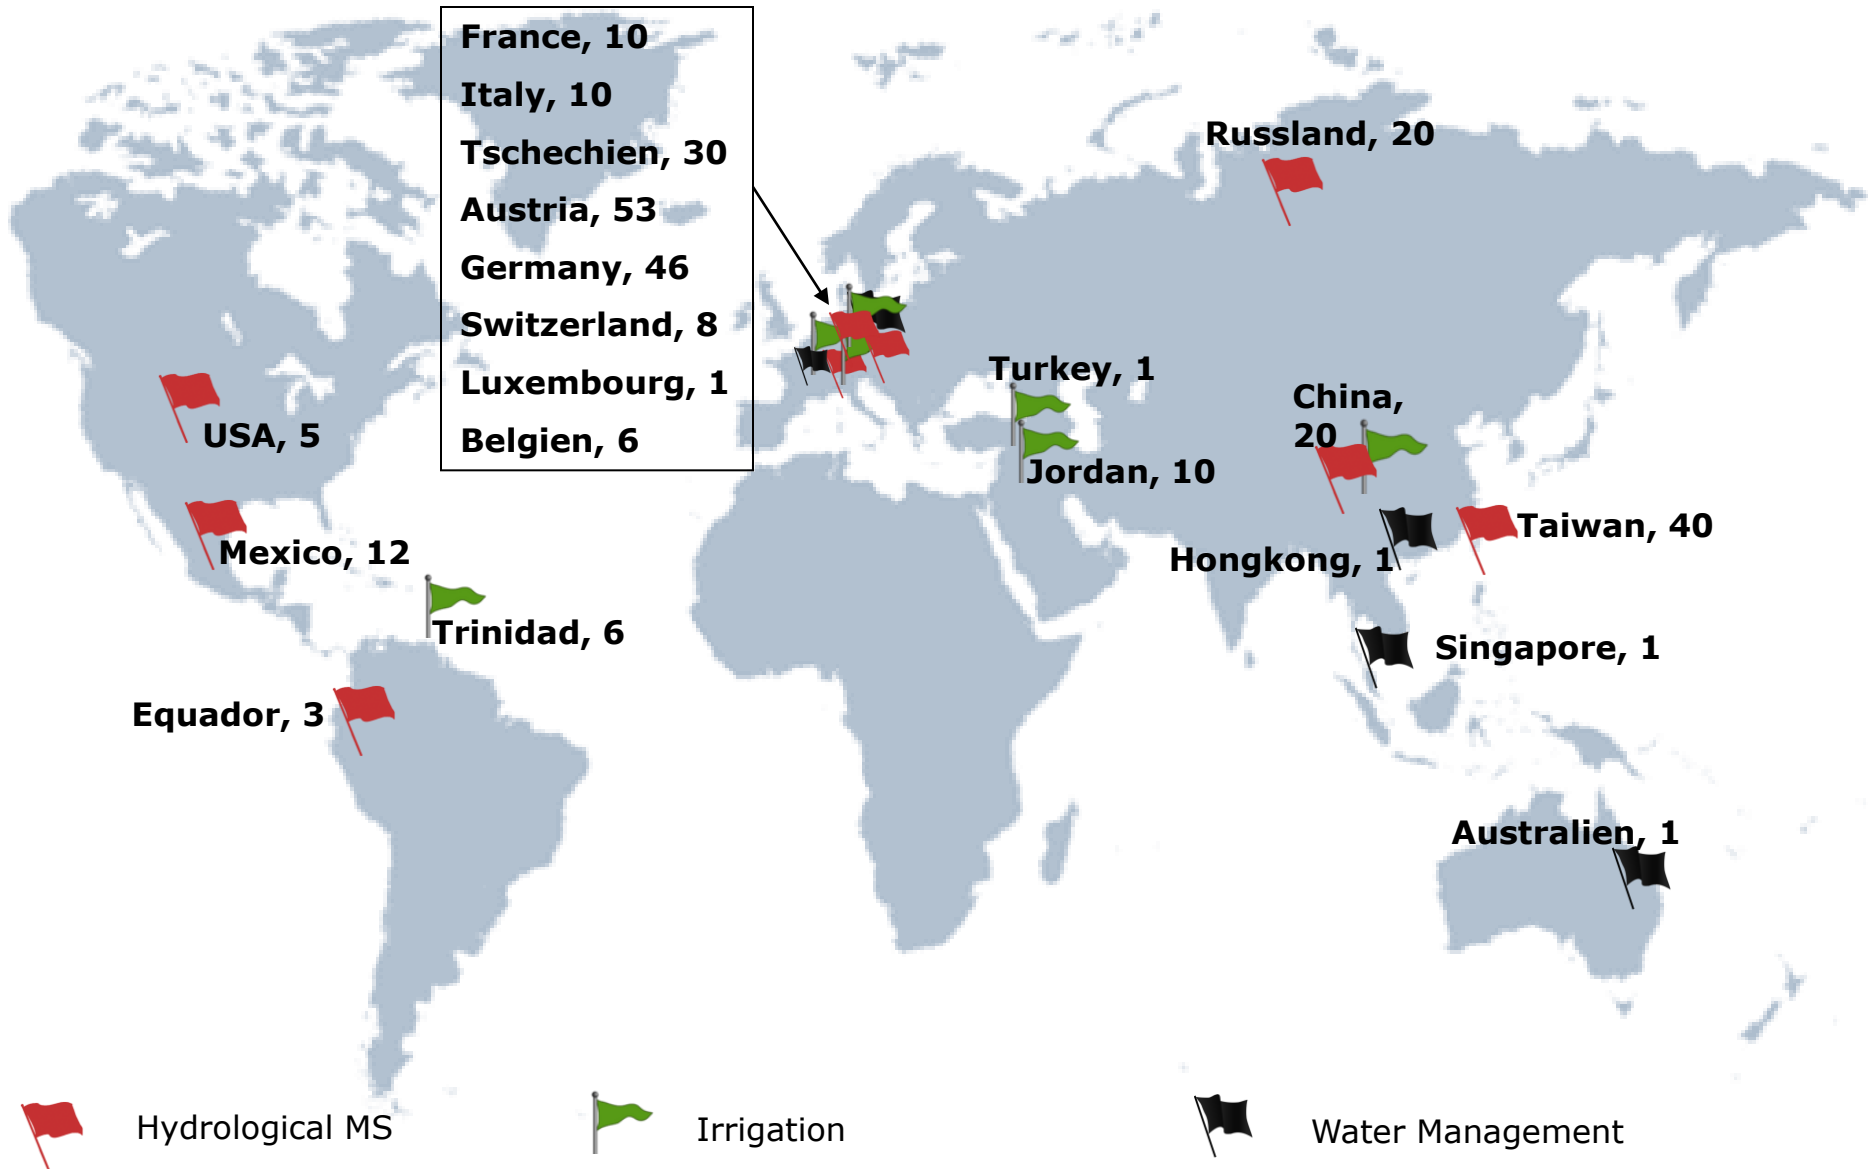 France, 10
Italy, 10
Tschechien, 30
Austria, 53
Germany, 46
Switzerland, 8
Luxembourg, 1
Belgien, 6
Russland, 20
Turkey, 1
China,
20
USA, 5
Jordan, 10
Taiwan, 40
Mexico, 12
Hongkong, 1
Trinidad, 6
Singapore, 1
Equador, 3
Australien, 1
Hydrological MS
Irrigation
Water Management